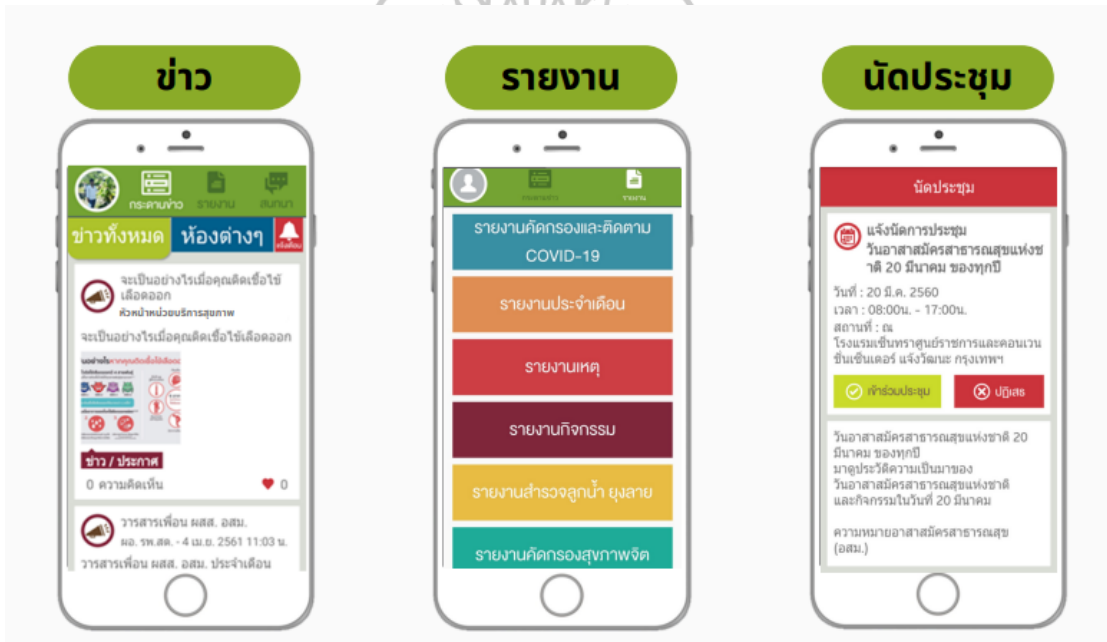 ข่าว
รายงาน
นัดประชุม
กระดานข่าว
รายงาน
สนทนา
ข่าวทั้งหมด
ห้องต่างๆ
จะเป็นอย่างไรเมื่อคุณติดเชื้อไข้
เลือดออก
หัวหน้าหน่วยบริการสุขภาพ
จะเป็นอย่างไรเมื่อคุณติดเชื้อไข้เลือดออก
ข่าว / ประกาศ
0 ความคิดเห็น
0
วารสารเพื่อน ผสส. อสม.
ผอ. รพ.สต. - 4 เม.ย. 2561 11:03 น.
วารสารเพื่อน ผสส. อสม. ประจำเดือน
รายงาน
รายงานคัดกรองและติดตาม
COVID-19
รายงานประจำเดือน
รายงานเหตุ
รายงานกิจกรรม
รายงานสำรวจลูกน้ำ ยุงลาย
รายงานคัดกรองสุขภาพจิต
นัดประชุม
แจ้งนัดการประชุม
วันอาสาสมัครสาธารณสุขแห่งช
าติ 20 มีนาคม ของทุกปี
วันที่ : 20 มี.ค. 2560
เวลา : 08:00น. - 17:00น.
สถานที่ : ณ
โรงแรมเซ็นทราศูนย์ราชการและคอนเวน
ชั่นเซ็นเตอร์ แจ้งวัฒนะ กรุงเทพฯ
เข้าร่วมประชุม
ปฏิเสธ
วันอาสาสมัครสาธารณสุขแห่งชาติ 20
มีนาคม ของทุกปี
มาดูประวัติความเป็นมาของ
วันอาสาสมัครสาธารณสุขแห่งชาติ
และกิจกรรมในวันที่ 20 มีนาคม
ความหมายอาสาสมัครสาธารณสุข
(อสม.)